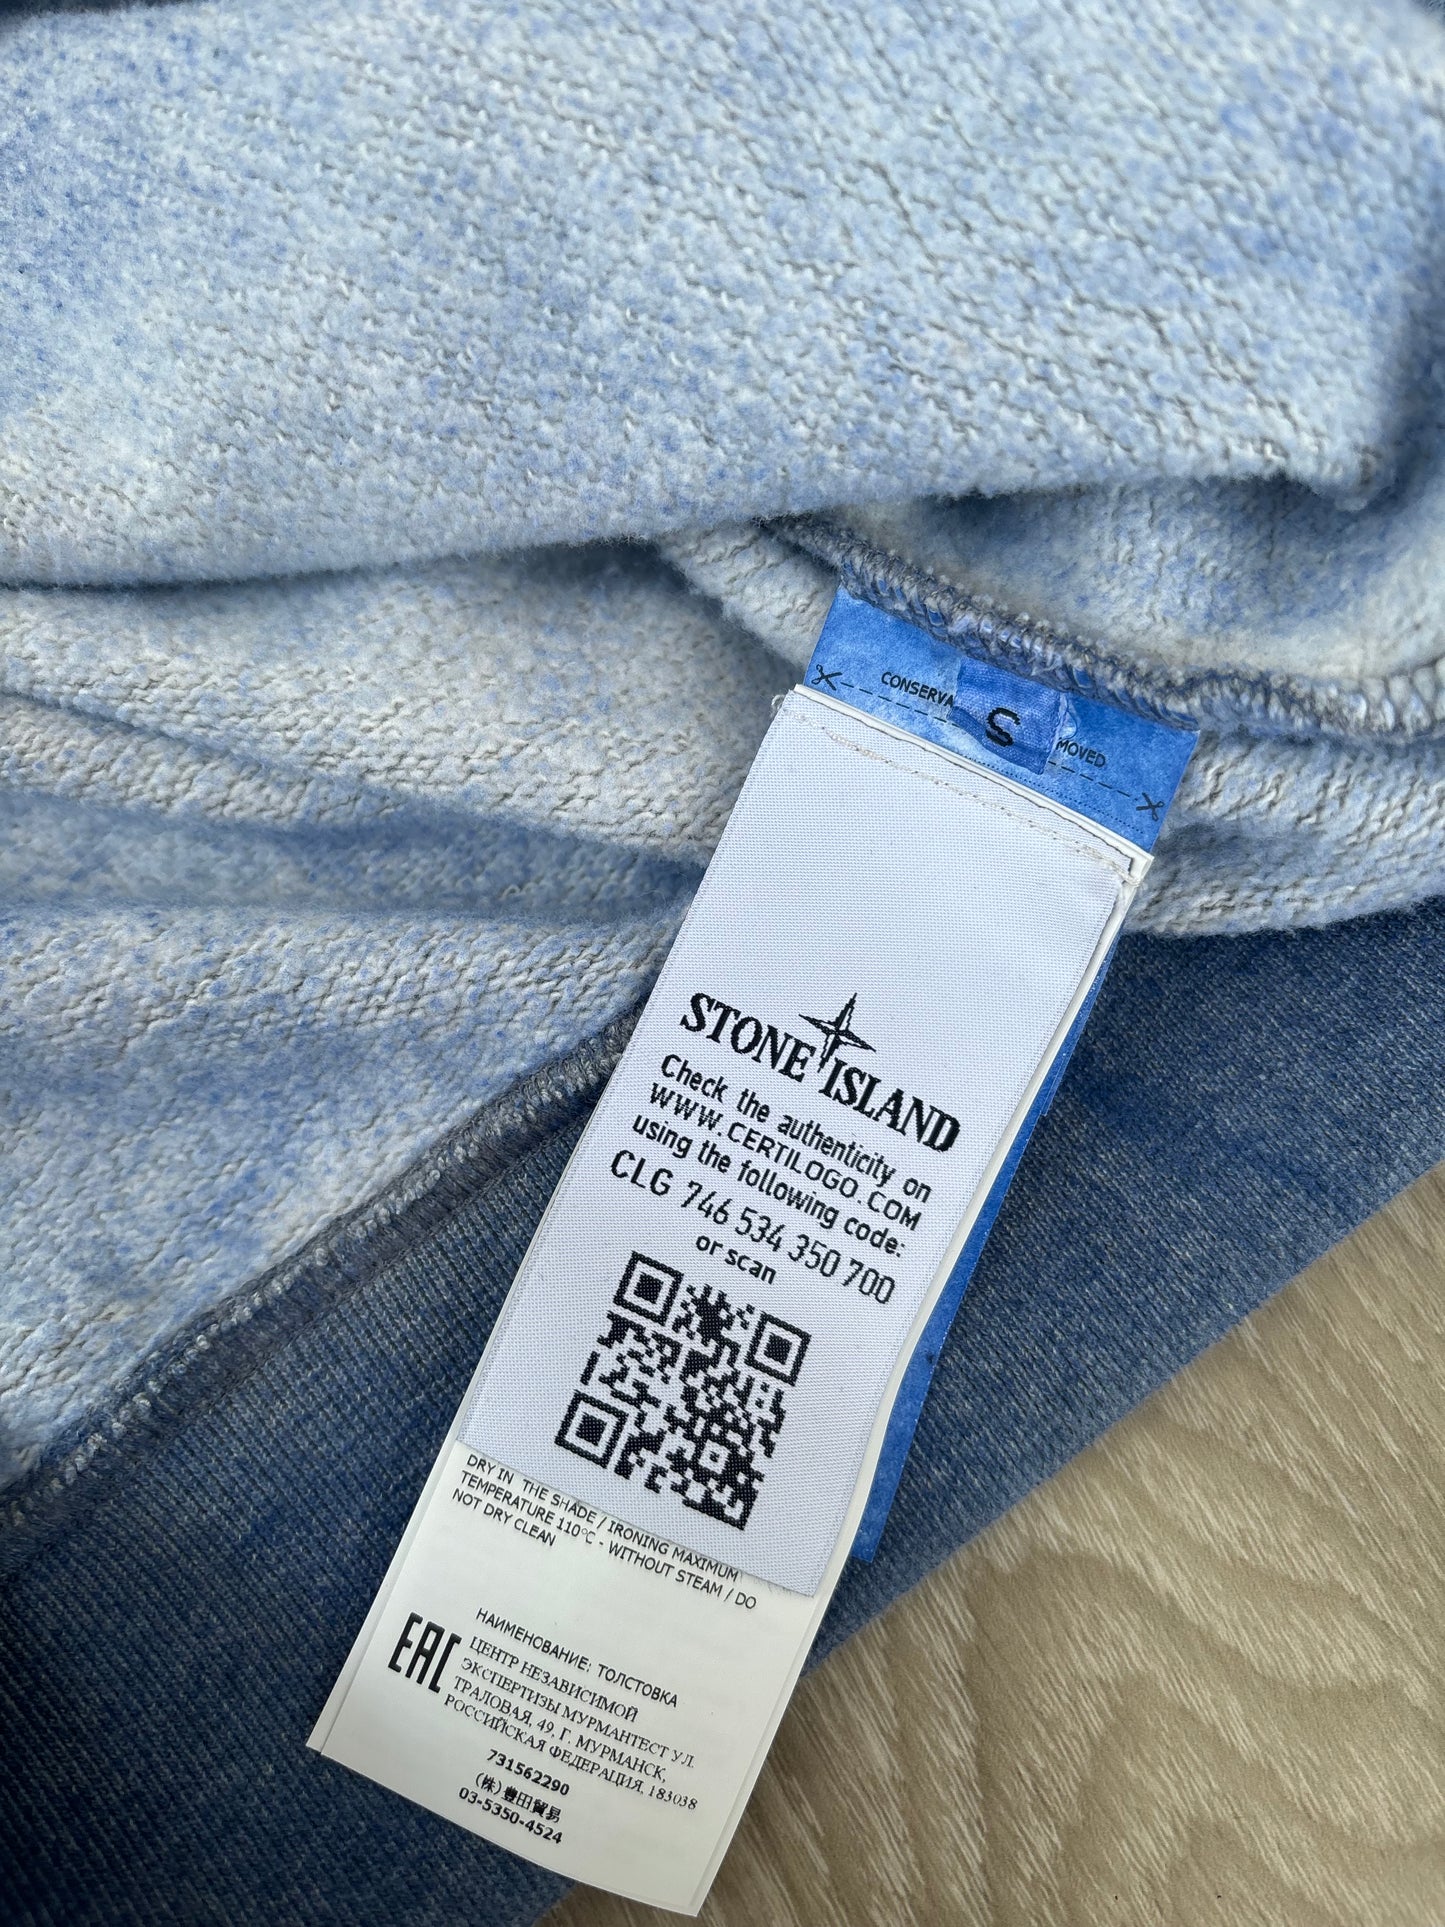 CONSERVA
MOVED
S
STONE ISLAND
Check the authenticity on
WWW.CERTILOGO.COM
using the following code:
CLG 746 534 350 700
or scan
DRY IN THE SHADE / IRONING MAXIMUM
TEMPERATURE 110°C - WITHOUT STEAM / DO
NOT DRY CLEAN
НАИМЕНОВАНИЕ: ТОЛСТОВКА
EAC
ЦЕНТР НЕЗАВИСИМОЙ
ЭКСПЕРТИЗЫ МУРМАНТЕСТ УЛ.
ТРАЛОВАЯ, 49, Г. МУРМАНСК,
РОССИЙСКАЯ ФЕДЕРАЦИЯ, 183038
731562290
(株)豊田貿易
03-5350-4524